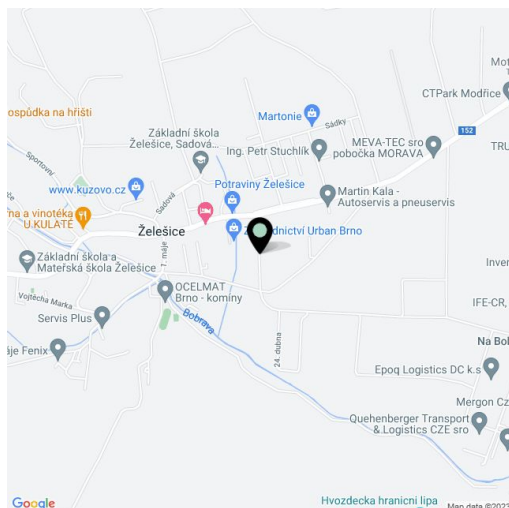 Mot
CTPark Modřice
ospůdka na hřišti
Martonie
Sádky
152
Základní škola
Želešice, Sadová...
Ing. Petr Stuchlík
MEVA-TEC sro
pobočka MORAVA
TRU
Sportovní
www.kuzovo.cz
Sadová
Potraviny Želešice
Martin Kala -
Autoservis a pneuservis
na a vinotéka
U.KULATÉ
Želešice
Urban Brno
7. máje
Základní škola a
Mateřská škola Želešice
Inver
Vojtěcha Marka
OCELMAT
Brno - komíny
IFE-CR,
Servis Plus
Bobrava
24. dubna
Na Bob
áje Fenix
Epoq Logistics DC k.s
Mergon Cz
Quehenberger Transport
& Logistics CZE sro
Hvozdecka hranicni lipa
Google
Map data ©202